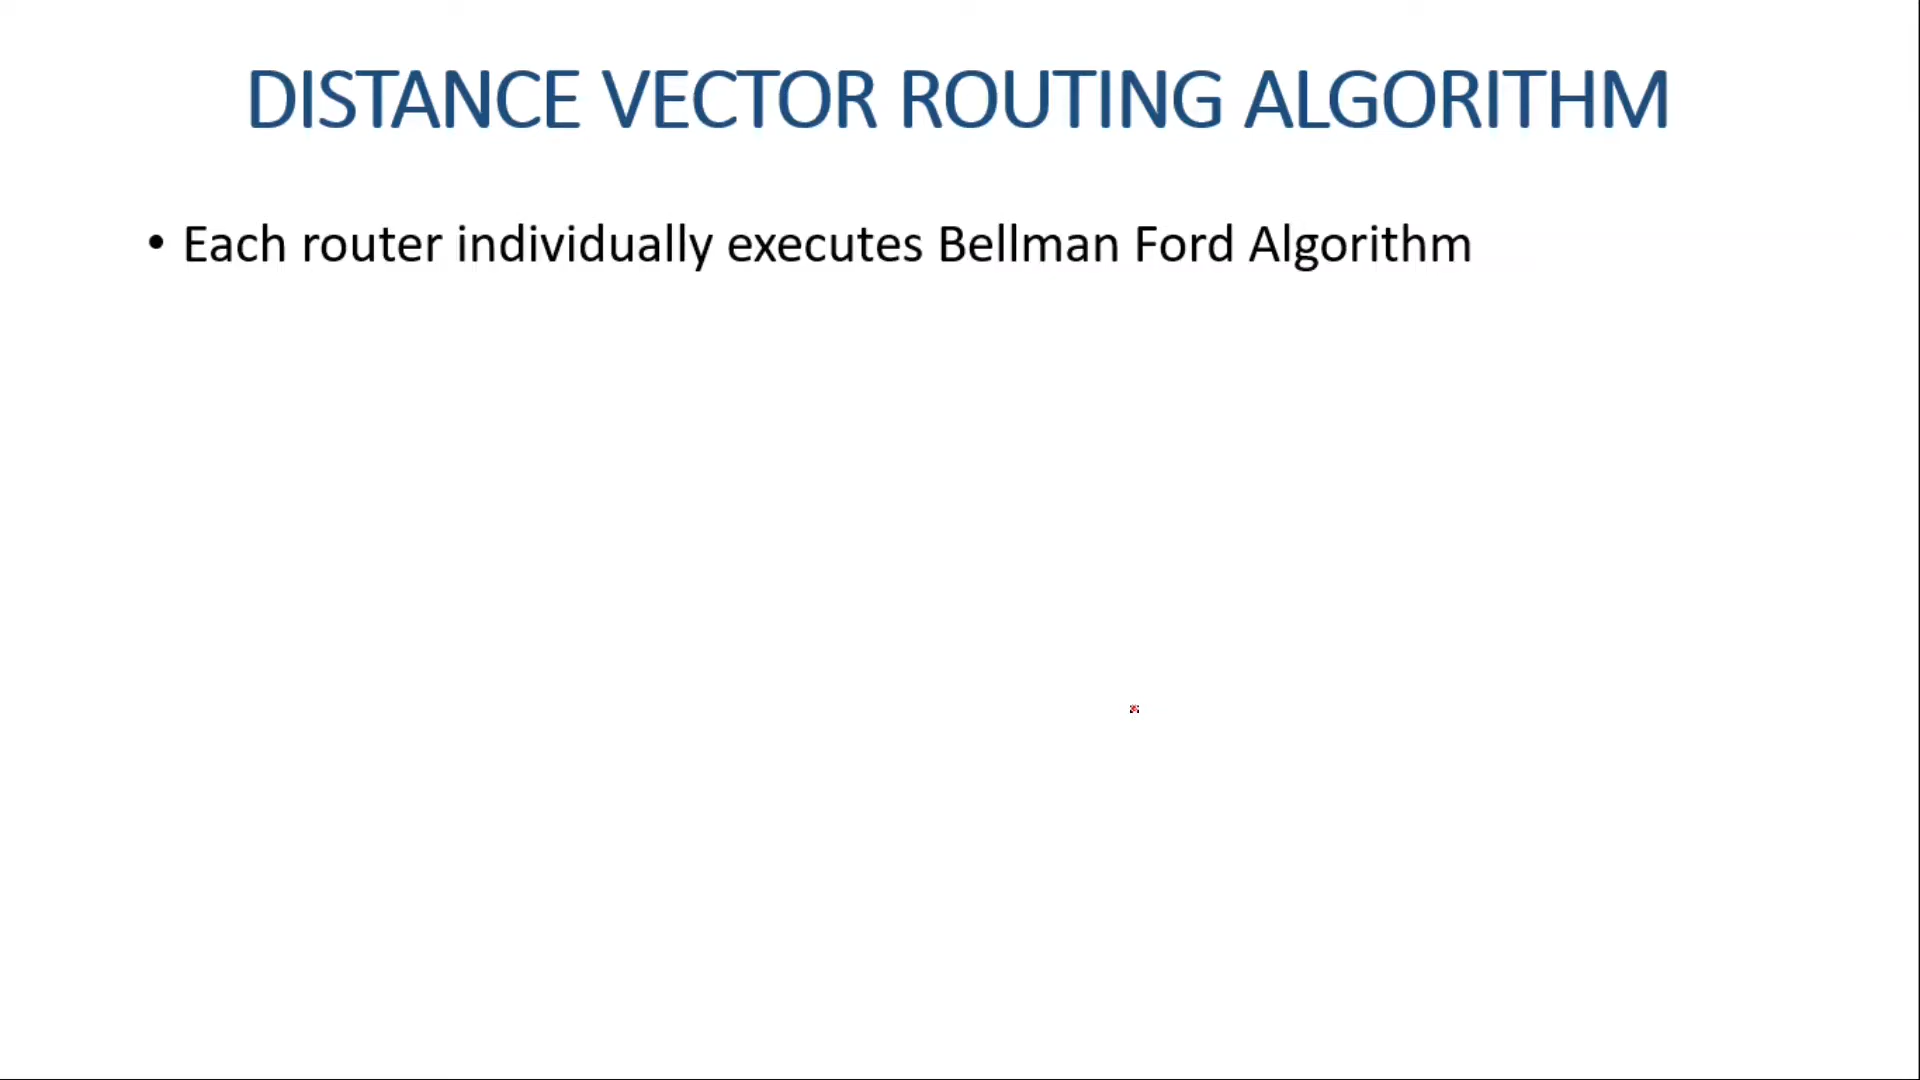 DISTANCE VECTOR ROUTING ALGORITHM
• Each router individually executes Bellman Ford Algorithm